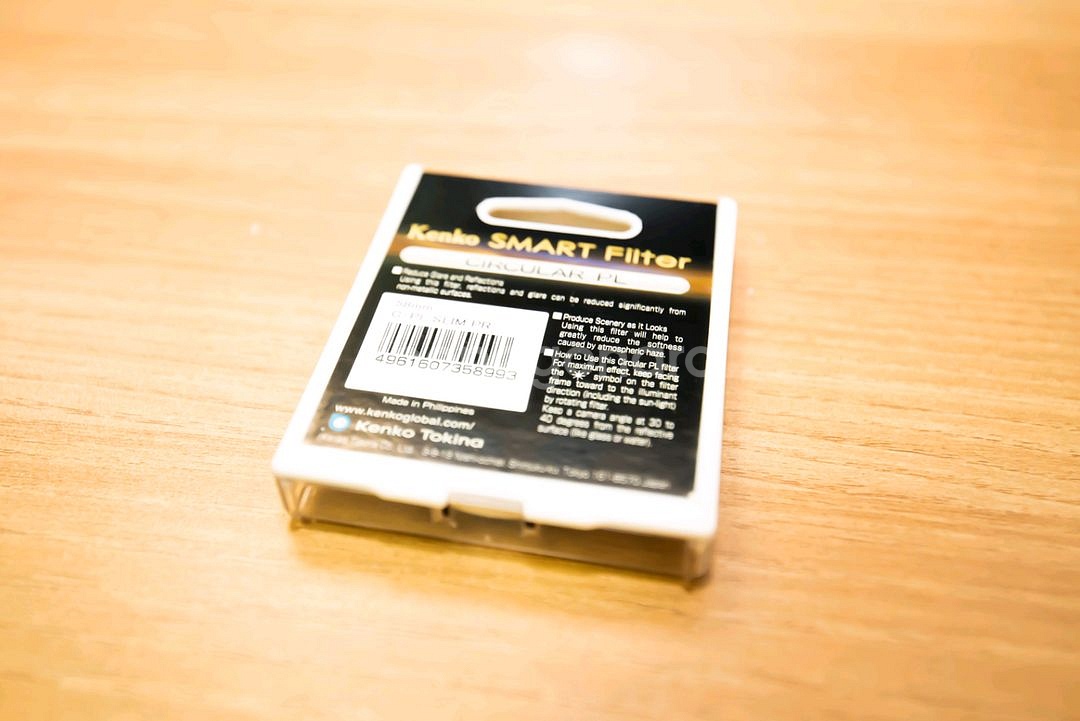 Kenko SMART Filter
CIRCULAR PL
Reduce Glare and Reflections
Using this filter, reflections and glare can be reduced significantly from
non-metallic surfaces.
C-PL SLIM PR
4961607358993
Made in Philippines
www.kenkoglobal.com/
Kenko Tokina
Produce Scenery as it Looks
Using this filter will help to
greatly reduce the softness
caused by atmospheric haze.
How to Use this Circular PL filter
For maximum effect, keep facing
the symbol on the filter
frame toward to the illuminant
direction (including the sun-light)
by rotating filter.
Keep a camera angle at 30 to
40 degrees from the reflective
surface (like glass or water).